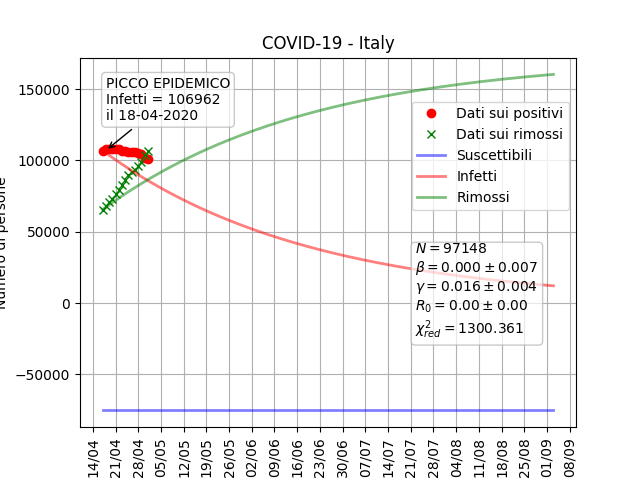 COVID-19 - Italy
PICCO EPIDEMICO
Infetti = 106962
il 18-04-2020
Dati sui positivi
Dati sui rimossi
Suscettibili
Infetti
Rimossi
N = 97148
β = 0.000 ± 0.007
γ = 0.016 ± 0.004
R₀ = 0.00 ± 0.00
χ²red = 1300.361
Numero di persone
150000
100000
50000
0
−50000
14/04
21/04
28/04
05/05
12/05
19/05
26/05
02/06
09/06
16/06
23/06
30/06
07/07
14/07
21/07
28/07
04/08
11/08
18/08
25/08
01/09
08/09